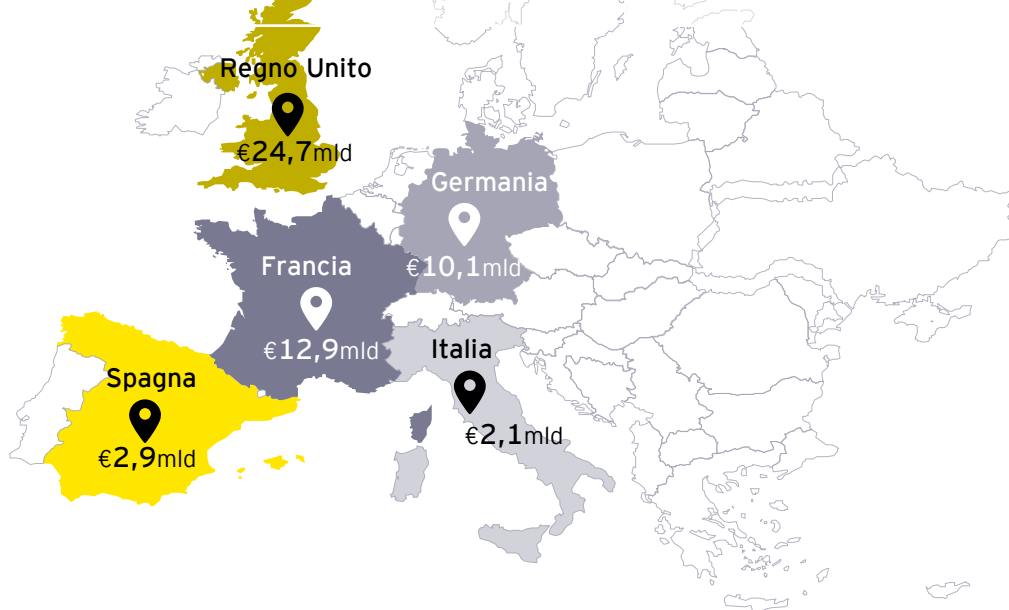 Regno Unito
€24,7mld
Germania
€10,1mld
Francia
€12,9mld
Italia
€2,1mld
Spagna
€2,9mld